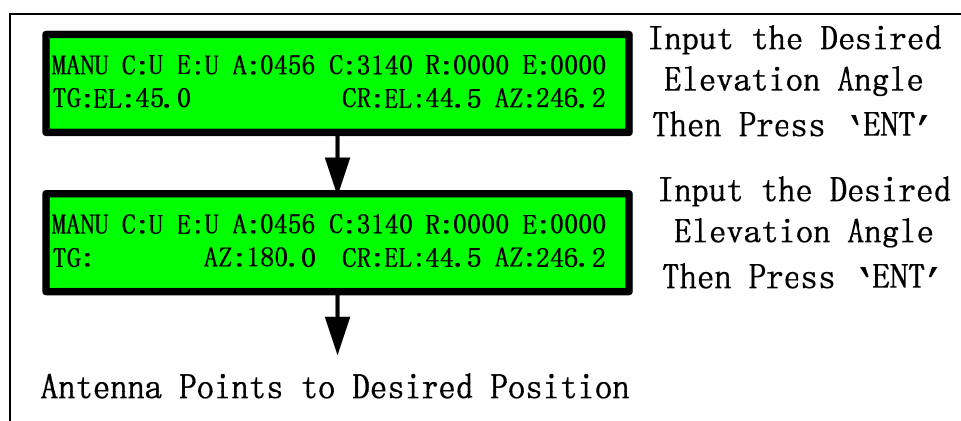 MANU C:U E:U A:0456 C:3140 R:0000 E:0000
TG:EL:45.0 CR:EL:44.5 AZ:246.2
Input the Desired
Elevation Angle
Then Press ‵ENT′
MANU C:U E:U A:0456 C:3140 R:0000 E:0000
TG: AZ:180.0 CR:EL:44.5 AZ:246.2
Input the Desired
Elevation Angle
Then Press ‵ENT′
Antenna Points to Desired Position